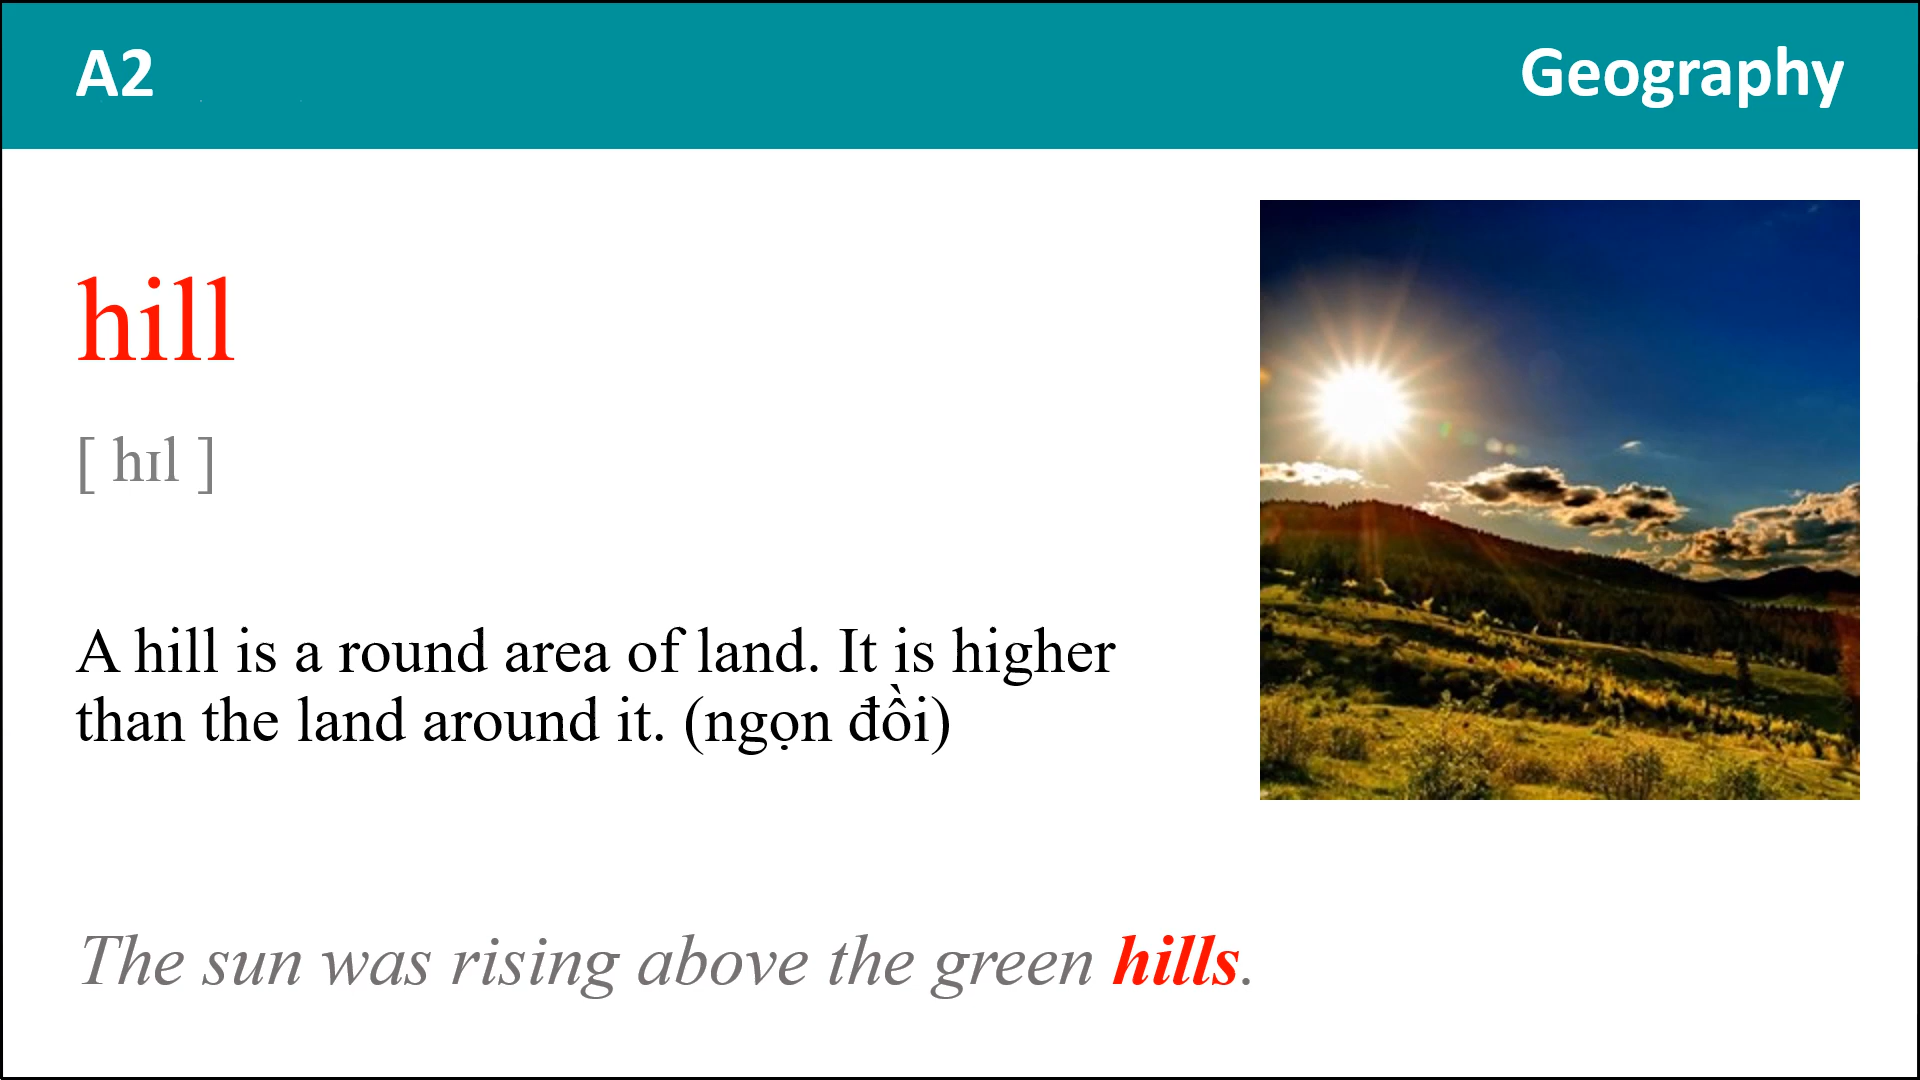 A2
Geography
hill
[ hɪl ]
A hill is a round area of land. It is higher
than the land around it. (ngọn đồi)
The sun was rising above the green hills.